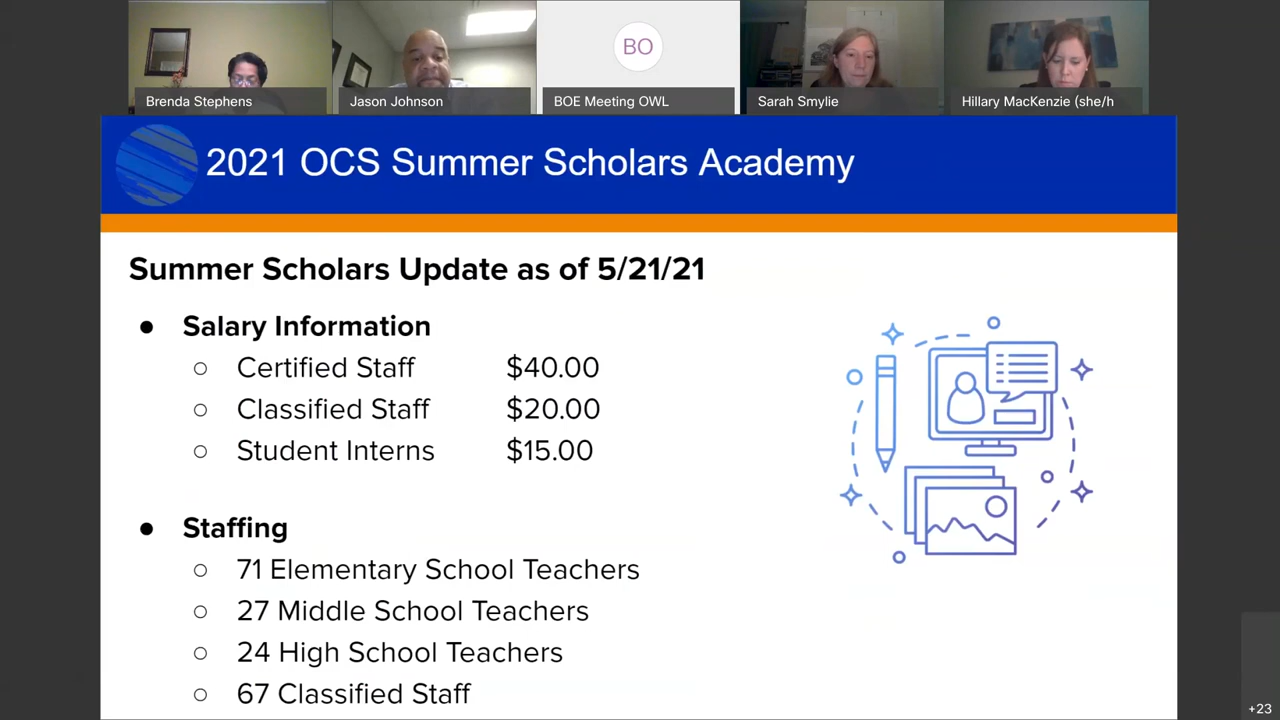 Brenda Stephens
Jason Johnson
BO
BOE Meeting OWL
Sarah Smylie
Hillary MacKenzie (she/h
2021 OCS Summer Scholars Academy
Summer Scholars Update as of 5/21/21
● Salary Information
○ Certified Staff $40.00
○ Classified Staff $20.00
○ Student Interns $15.00
● Staffing
○ 71 Elementary School Teachers
○ 27 Middle School Teachers
○ 24 High School Teachers
○ 67 Classified Staff
+23